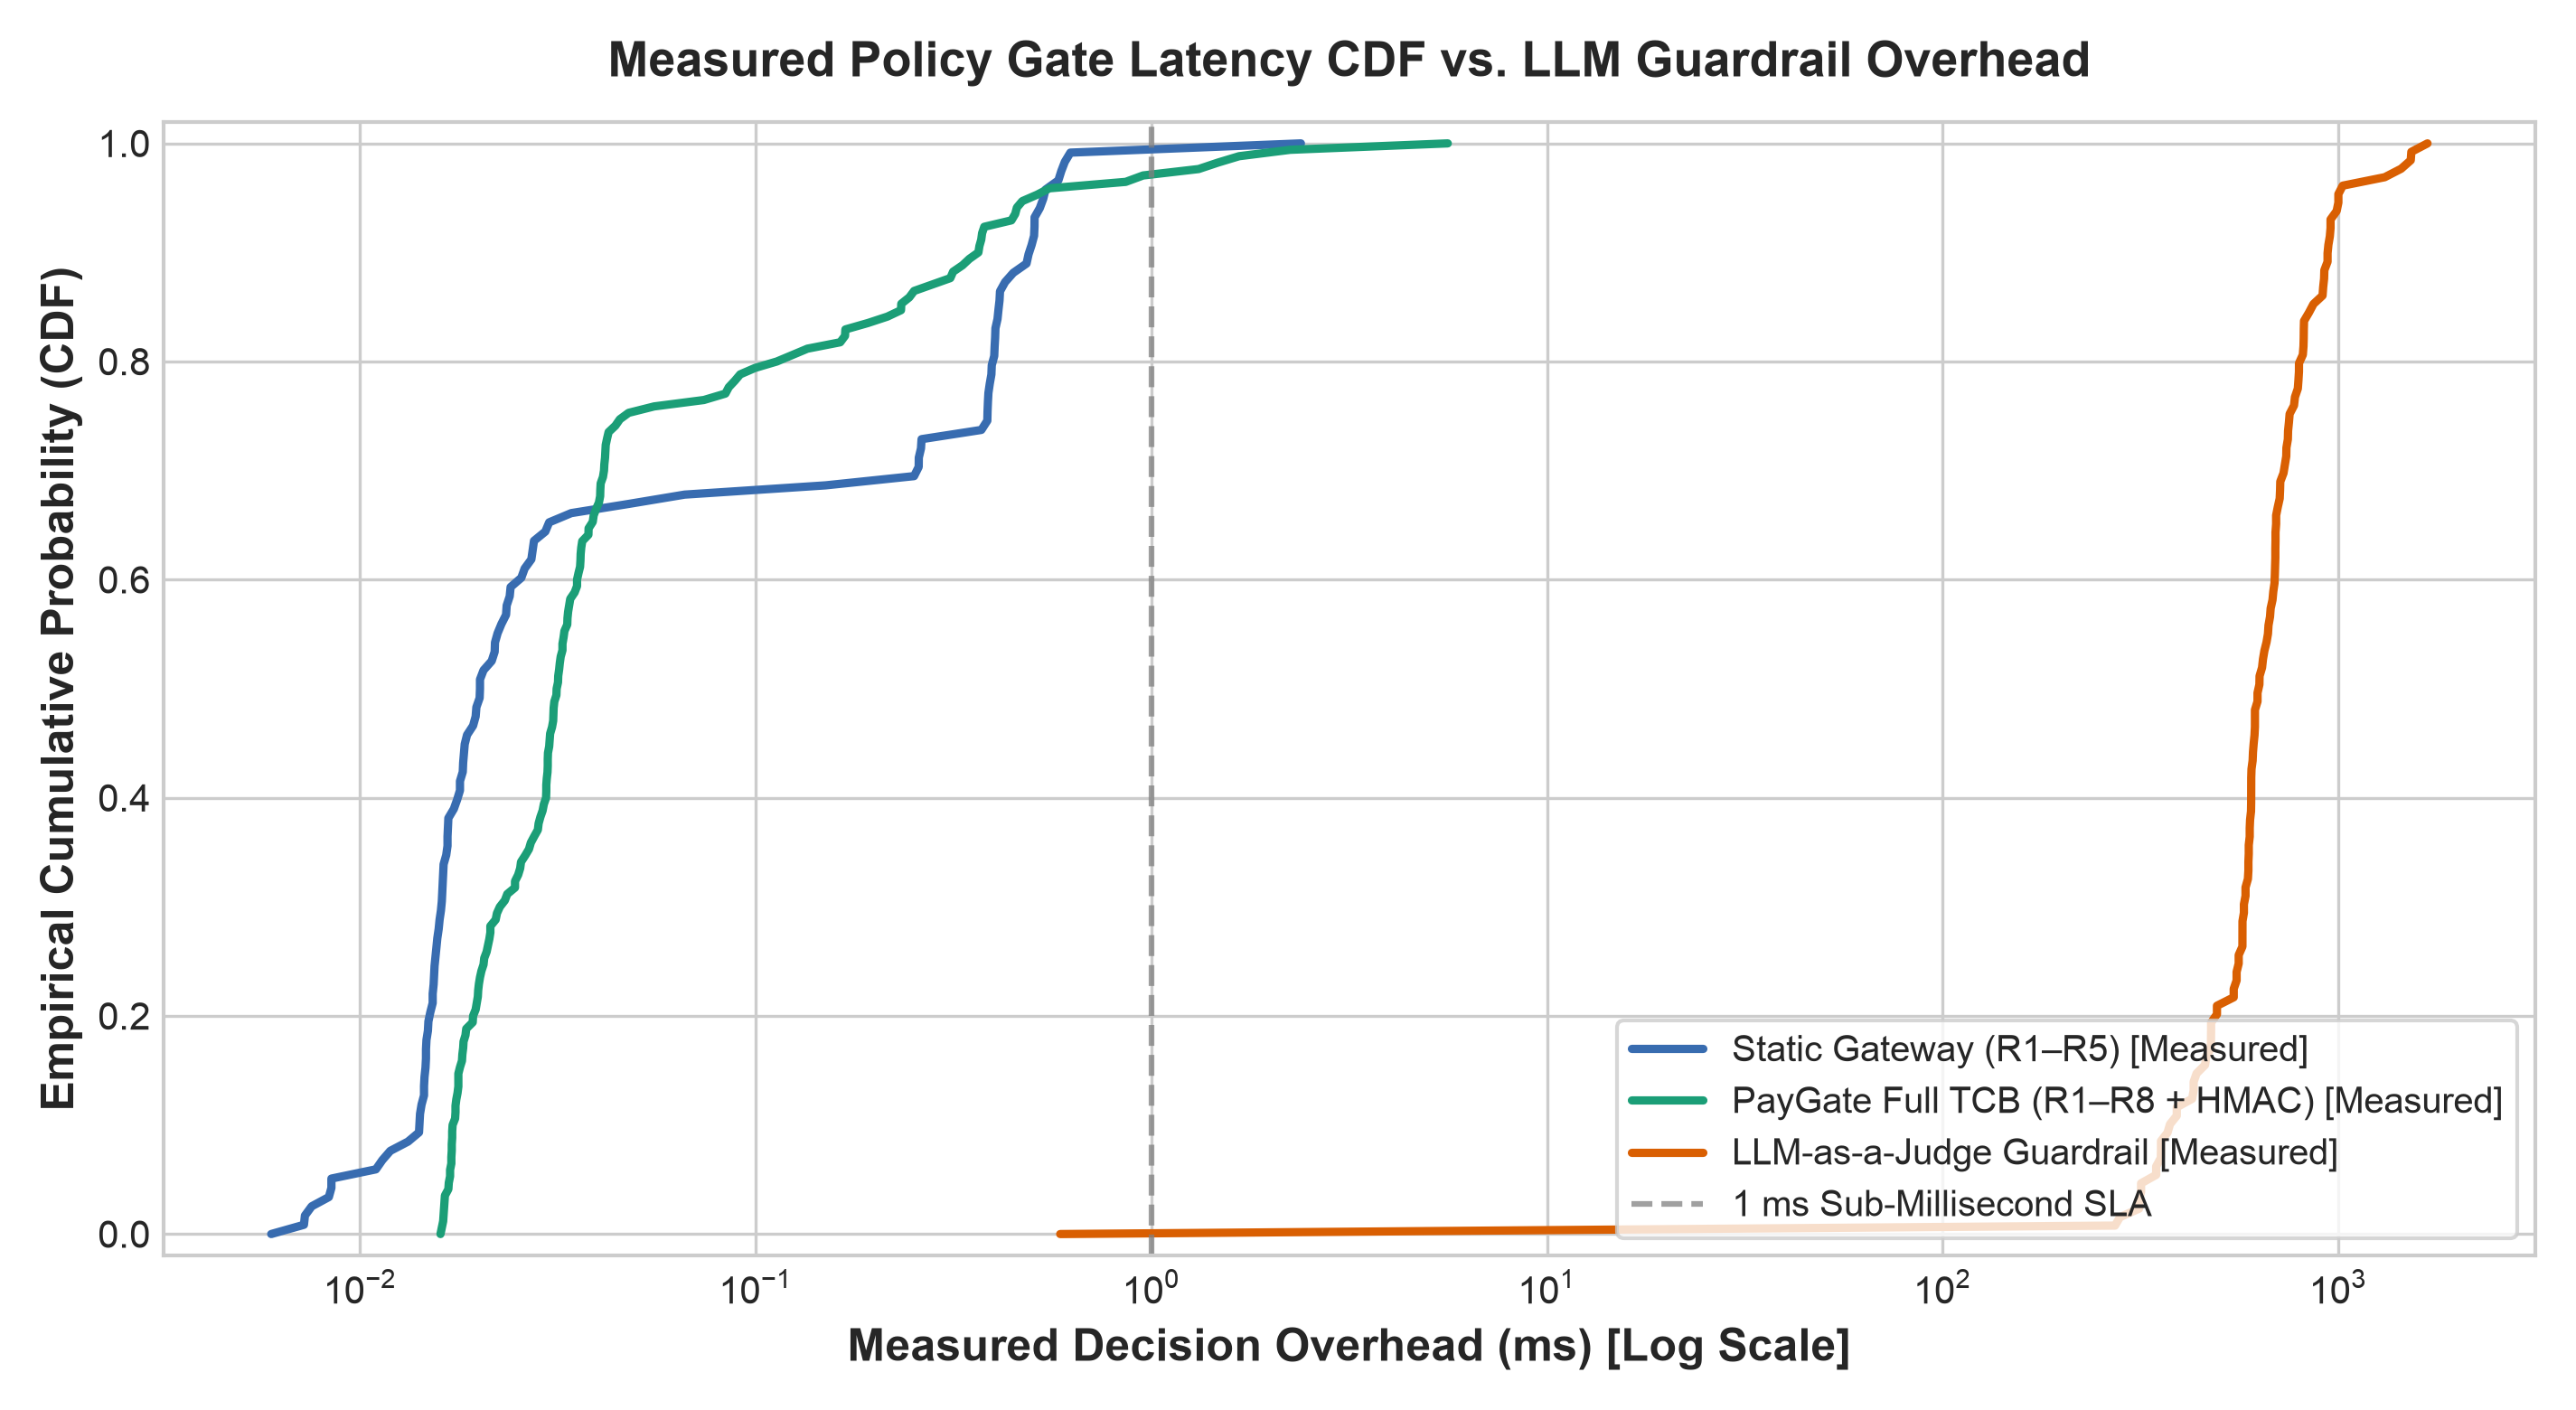 Measured Policy Gate Latency CDF vs. LLM Guardrail Overhead
Empirical Cumulative Probability (CDF)
1.0
0.8
0.6
0.4
0.2
0.0
Static Gateway (R1–R5) [Measured]
PayGate Full TCB (R1–R8 + HMAC) [Measured]
LLM-as-a-Judge Guardrail [Measured]
1 ms Sub-Millisecond SLA
10⁻² 10⁻¹ 10⁰ 10¹ 10² 10³
Measured Decision Overhead (ms) [Log Scale]